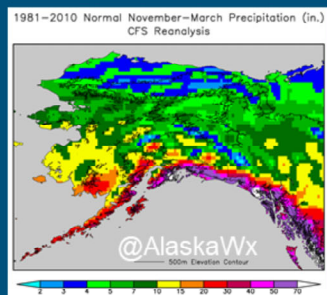 1981-2010 Normal November-March Precipitation (in.)
CFS Reanalysis
@AlaskaWx
500m Elevation Contour
2 3 4 5 7 10 15 20 30 40 50 70